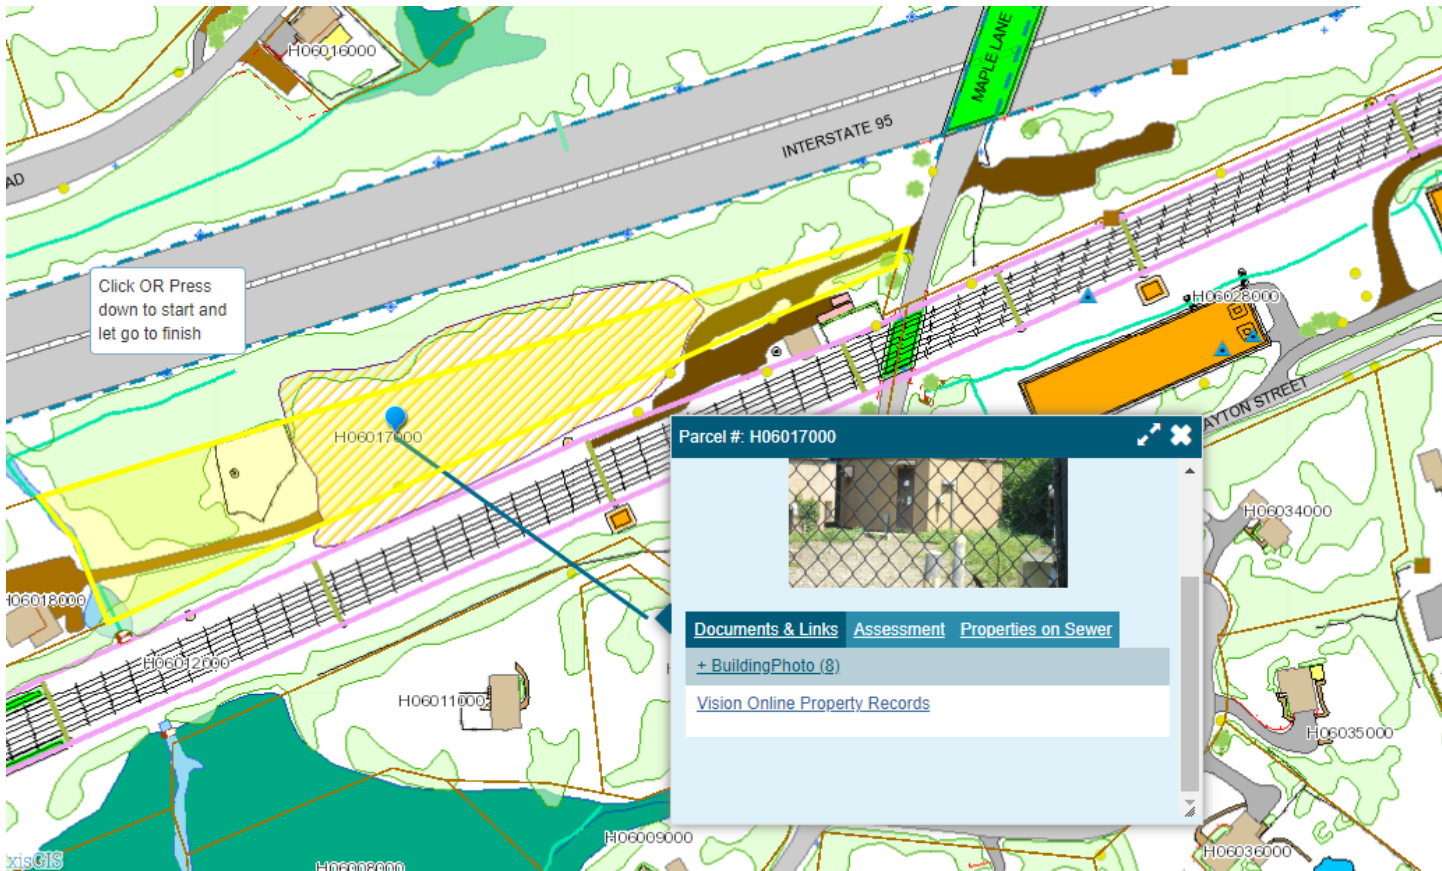 H06016000
MAPLE LANE
INTERSTATE 95
AD
Click OR Press
down to start and
let go to finish
H06028000
AYTON STREET
H06017000
Parcel #: H06017000
H06034000
H06018000
Documents & Links Assessment Properties on Sewer
+ BuildingPhoto (8)
H06012000
H06011000
Vision Online Property Records
H06035000
H06009000
H06036000
xisGIS
H06008000